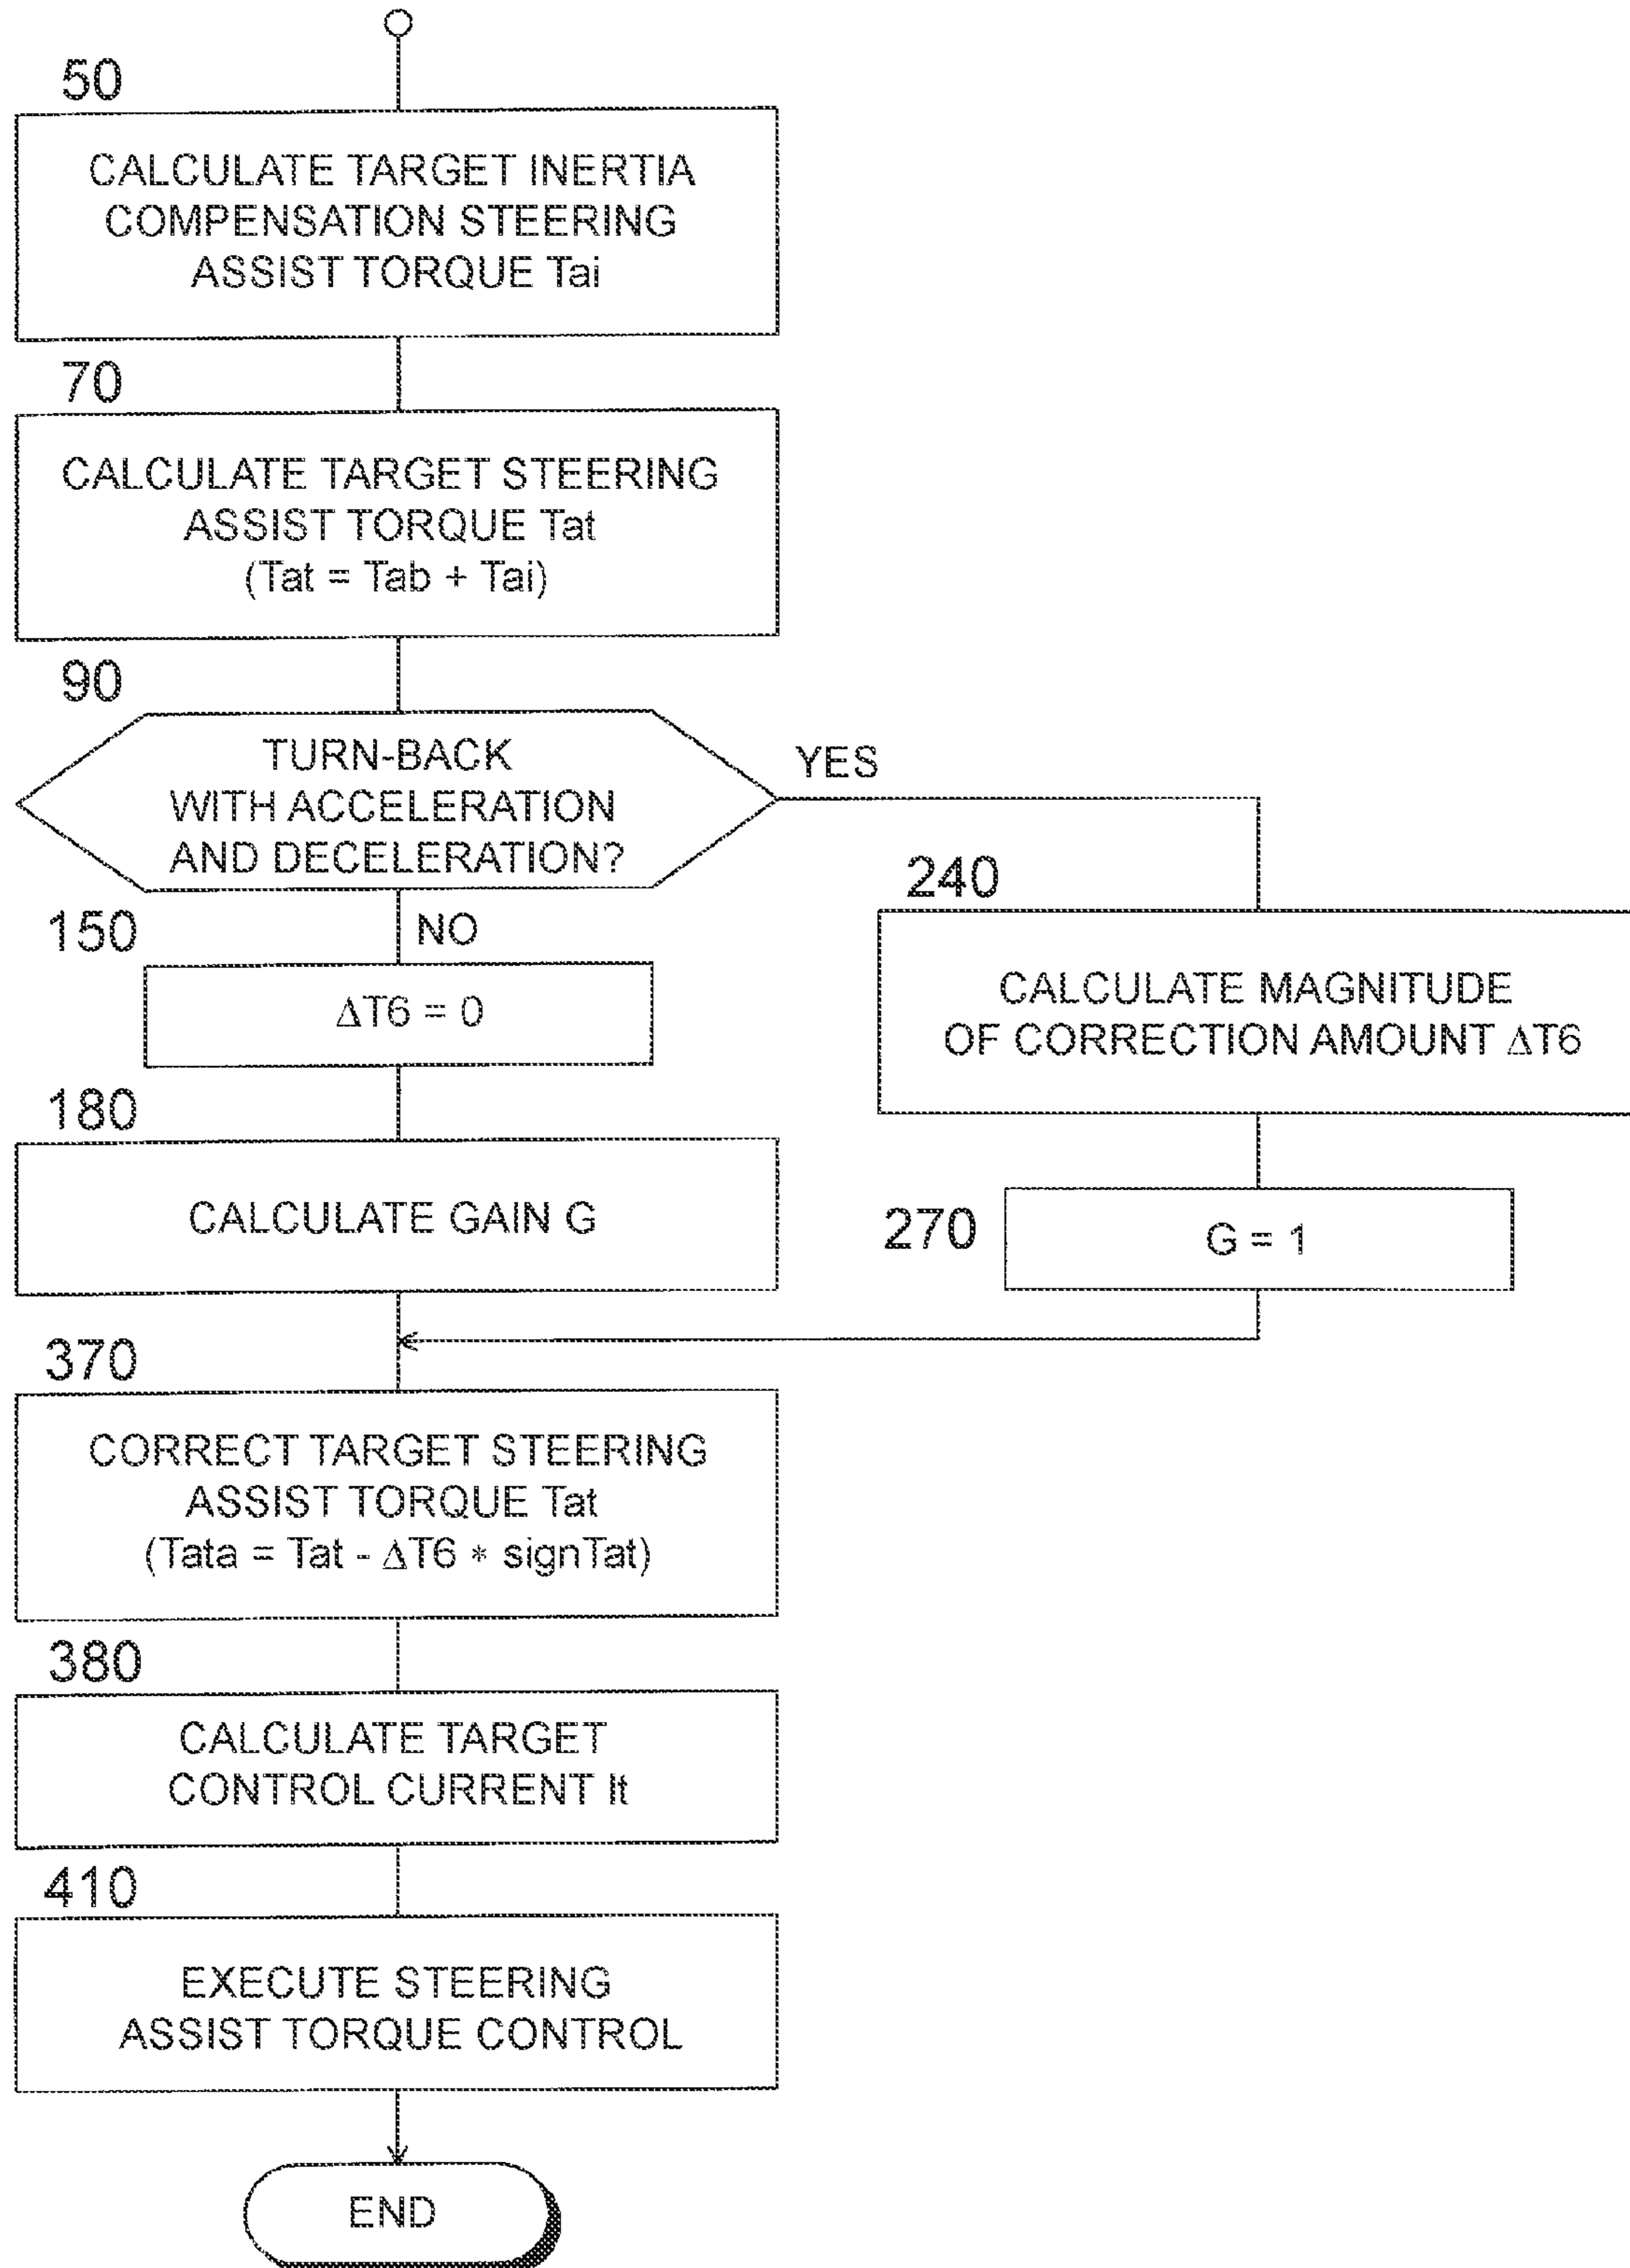 50
CALCULATE TARGET INERTIA
COMPENSATION STEERING
ASSIST TORQUE Tai
70
CALCULATE TARGET STEERING
ASSIST TORQUE Tat
(Tat = Tab + Tai)
90
TURN-BACK
WITH ACCELERATION
AND DECELERATION?
YES
NO
150
ΔT6 = 0
180
CALCULATE GAIN G
240
CALCULATE MAGNITUDE
OF CORRECTION AMOUNT ΔT6
270
G = 1
370
CORRECT TARGET STEERING
ASSIST TORQUE Tat
(Tata = Tat - ΔT6 * signTat)
380
CALCULATE TARGET
CONTROL CURRENT It
410
EXECUTE STEERING
ASSIST TORQUE CONTROL
END